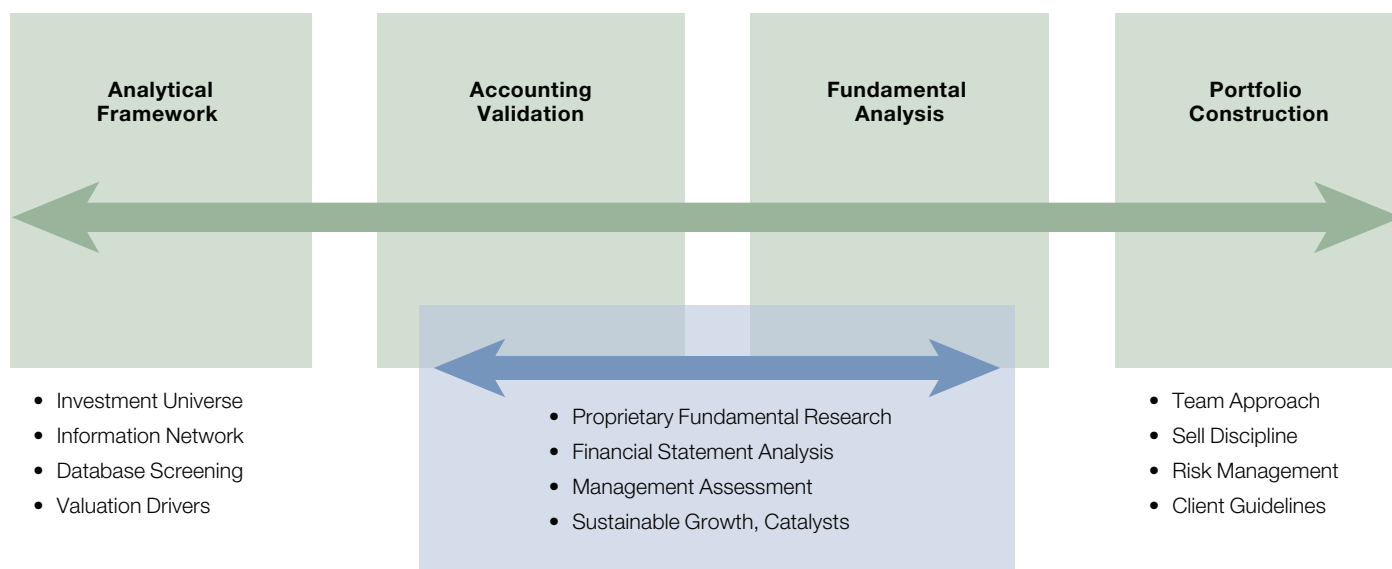 Analytical
Framework
Accounting
Validation
Fundamental
Analysis
Portfolio
Construction
• Investment Universe
• Information Network
• Database Screening
• Valuation Drivers
• Proprietary Fundamental Research
• Financial Statement Analysis
• Management Assessment
• Sustainable Growth, Catalysts
• Team Approach
• Sell Discipline
• Risk Management
• Client Guidelines